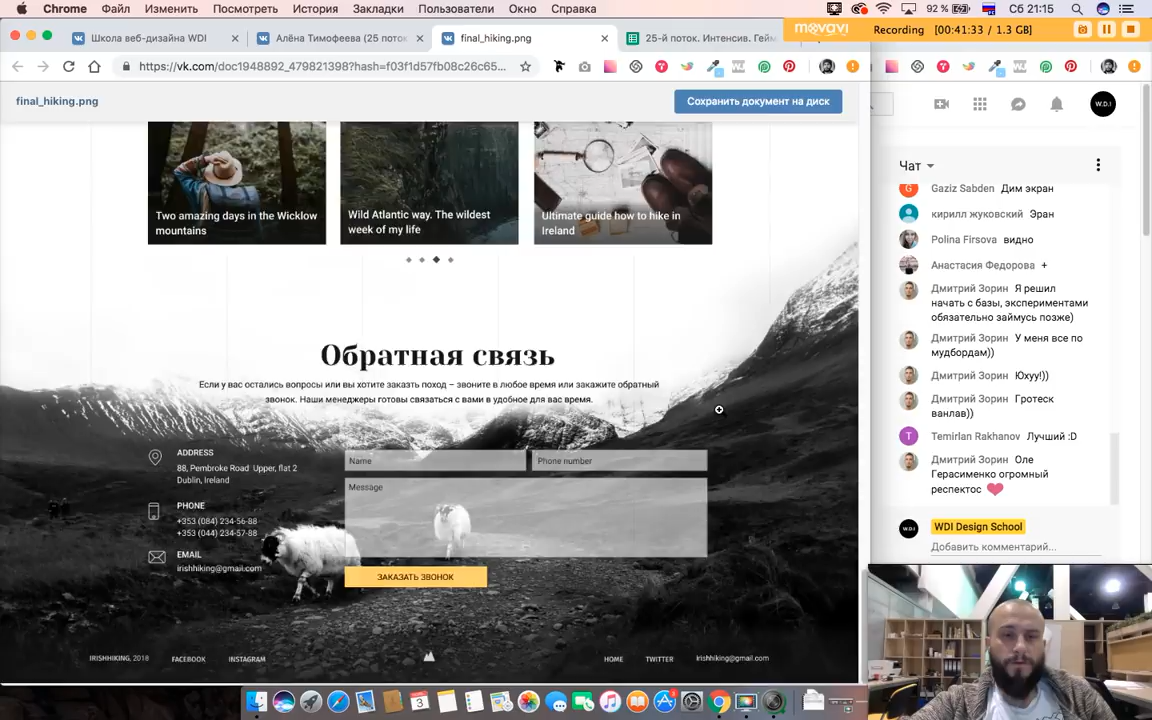 Chrome Файл Изменить Посмотреть История Закладки Пользователи Окно Справка 92 % Сб 21:15
movavi Recording [00:41:33 / 1.3 GB]
Школа веб-дизайна WDI
Алёна Тимофеева (25 поток
final_hiking.png
25-й поток. Интенсив. Гейм
https://vk.com/doc1948892_479821398?hash=f03f1d57fb08c26c65...
final_hiking.png
Сохранить документ на диск
W.D.I
Two amazing days in the Wicklow
mountains
Wild Atlantic way. The wildest
week of my life
Ultimate guide how to hike in
Ireland
Обратная связь
Если у вас остались вопросы или вы хотите заказть поход – звоните в любое время или закажите обратный
звонок. Наши менеджеры готовы связаться с вами в удобное для вас время.
ADDRESS
88, Pembroke Road Upper, flat 2
Dublin, Ireland
PHONE
+353 (084) 234-56-88
+353 (044) 234-57-88
EMAIL
irishhiking@gmail.com
Name
Phone number
Message
ЗАКАЗАТЬ ЗВОНОК
IRISHHIKING, 2018 FACEBOOK INSTAGRAM HOME TWITTER irishhiking@gmail.com
Чат
G Gaziz Sabden Дим экран
кирилл жуковский Эран
Polina Firsova видно
Анастасия Федорова +
Дмитрий Зорин Я решил
начать с базы, экспериментами
обязательно займусь позже)
Дмитрий Зорин У меня все по
мудбордам))
Дмитрий Зорин Юхуу!))
Дмитрий Зорин Гротеск
ванлав))
T Temirlan Rakhanov Лучший :D
Дмитрий Зорин Оле
Герасименко огромный
респектос
W.D.I WDI Design School
Добавить комментарий...
3